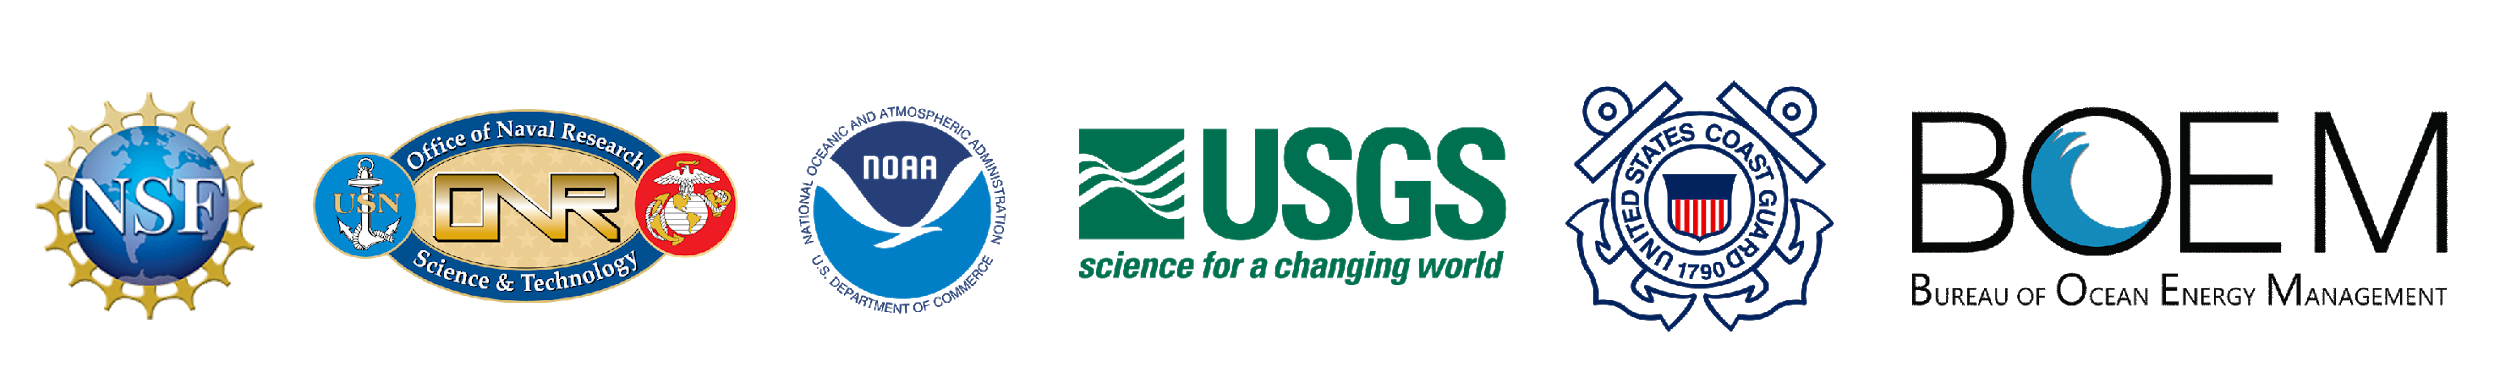 NSF
Office of Naval Research
USN
ONR
Science & Technology
NATIONAL OCEANIC AND ATMOSPHERIC ADMINISTRATION
NOAA
U.S. DEPARTMENT OF COMMERCE
USGS
science for a changing world
UNITED STATES COAST GUARD
1790
BOEM
BUREAU OF OCEAN ENERGY MANAGEMENT